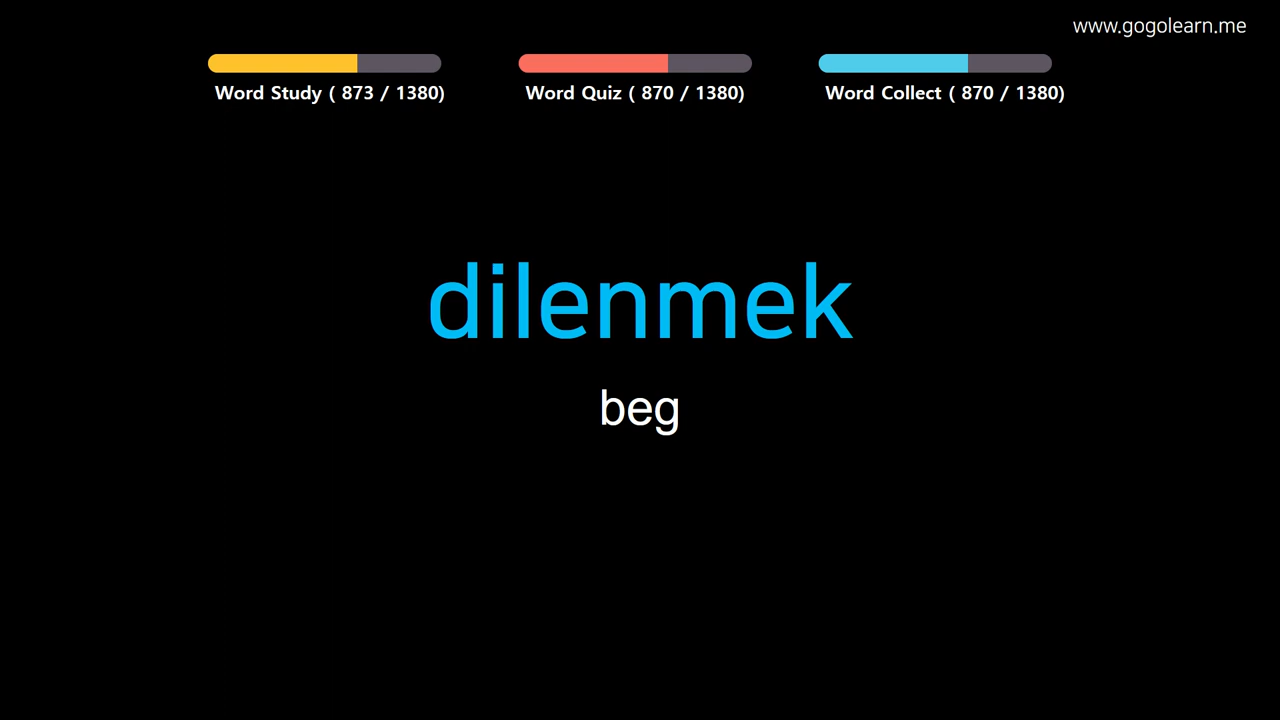 www.gogolearn.me
Word Study ( 873 / 1380)
Word Quiz ( 870 / 1380)
Word Collect ( 870 / 1380)
dilenmek
beg